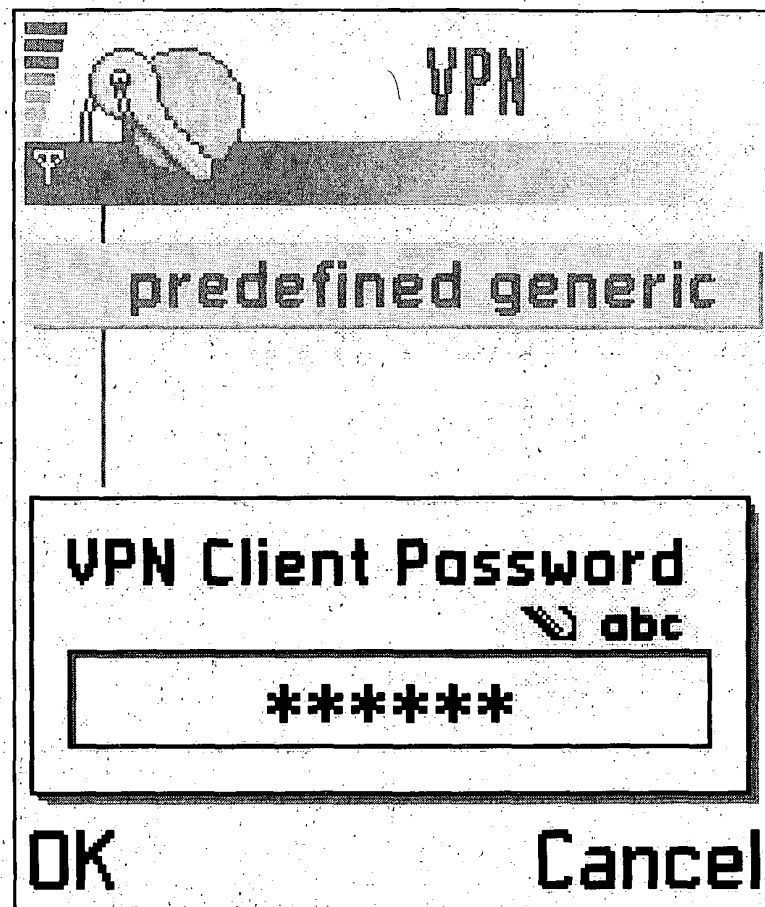 VPN
predefined generic
VPN Client Password
abc
******
OK
Cancel